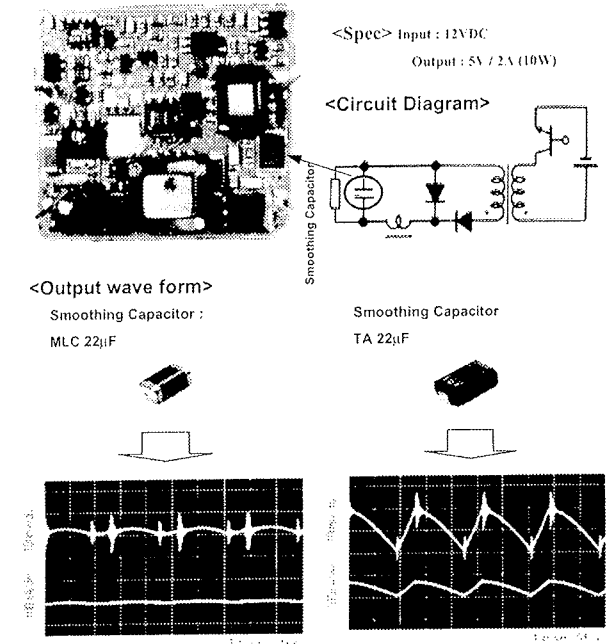 <Spec> Input : 12VDC
Output : 5V / 2A (10W)
<Circuit Diagram>
Smoothing Capacitor
<Output wave form>
Smoothing Capacitor :
MLC 22μF
Smoothing Capacitor
TA 22μF